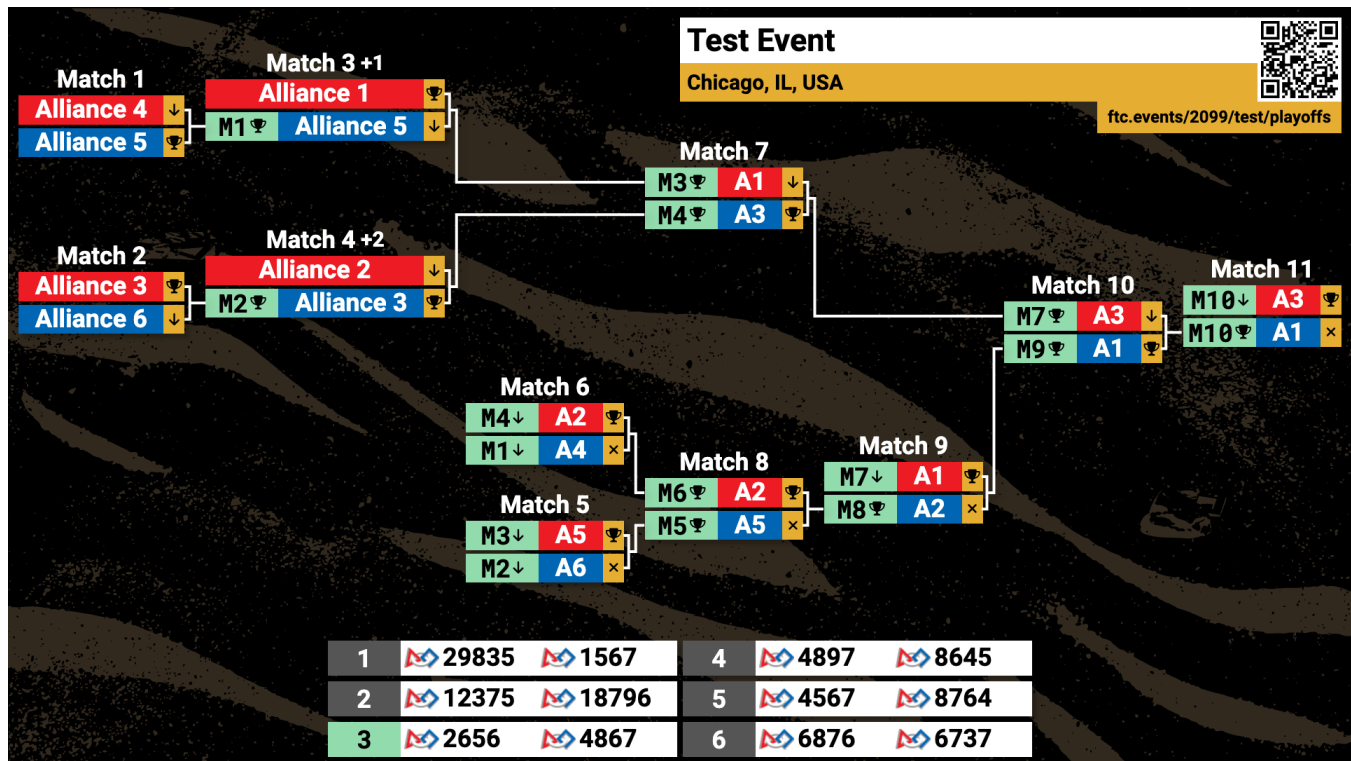 Test Event
Chicago, IL, USA
ftc.events/2099/test/playoffs
Match 1
Alliance 4
Alliance 5
Match 3 +1
Alliance 1
M1 Alliance 5
Match 2
Alliance 3
Alliance 6
Match 4 +2
Alliance 2
M2 Alliance 3
Match 7
M3 A1
M4 A3
Match 10
M7 A3
M9 A1
Match 11
M10 A3
M10 A1
Match 6
M4 A2
M1 A4
Match 5
M3 A5
M2 A6
Match 8
M6 A2
M5 A5
Match 9
M7 A1
M8 A2
1 29835 1567
2 12375 18796
3 2656 4867
4 4897 8645
5 4567 8764
6 6876 6737